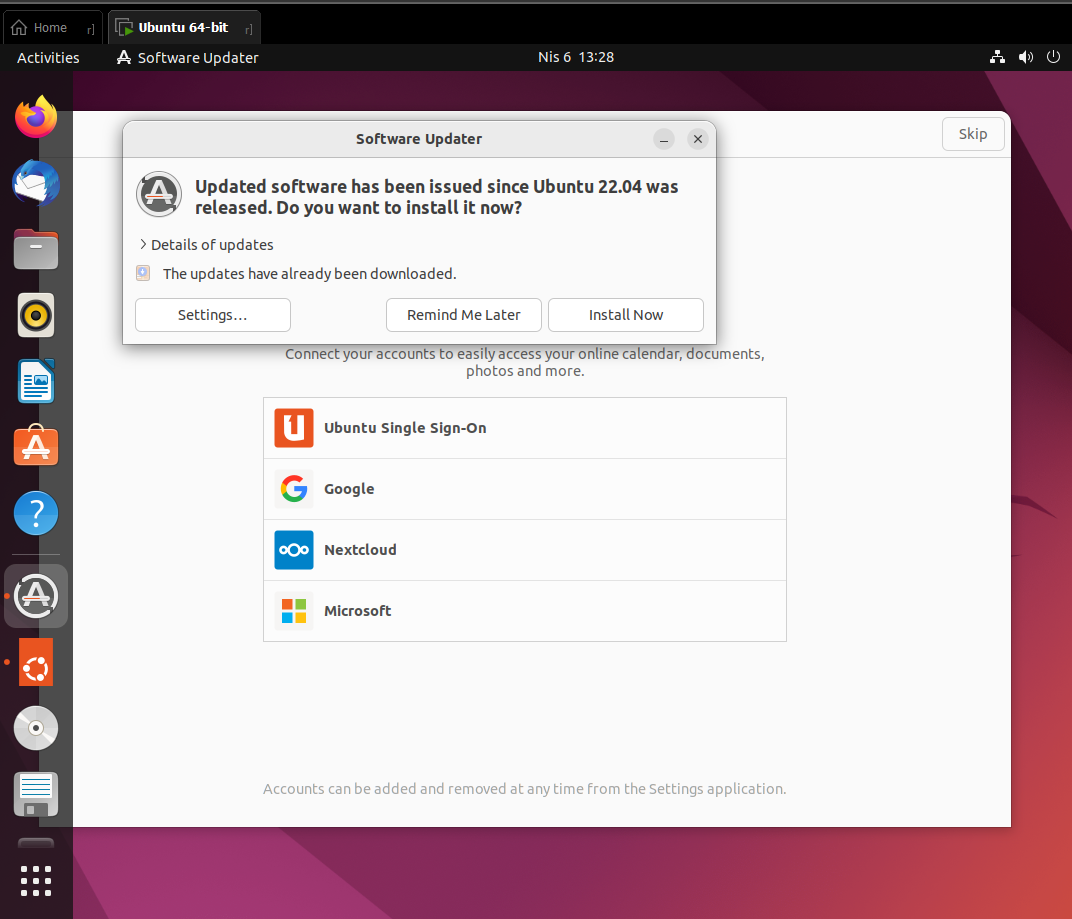 Home
Ubuntu 64-bit
Activities
Software Updater
Nis 6 13:28
Software Updater
Skip
Updated software has been issued since Ubuntu 22.04 was
released. Do you want to install it now?
Details of updates
The updates have already been downloaded.
Settings…
Remind Me Later
Install Now
Connect your accounts to easily access your online calendar, documents,
photos and more.
Ubuntu Single Sign-On
Google
Nextcloud
Microsoft
Accounts can be added and removed at any time from the Settings application.